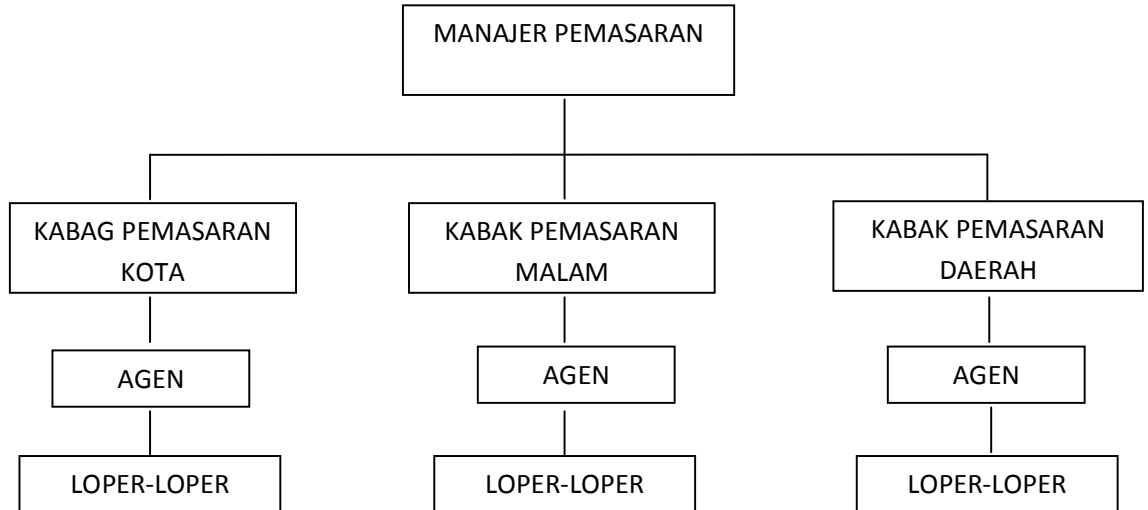 MANAJER PEMASARAN
KABAG PEMASARAN
KOTA
KABAK PEMASARAN
MALAM
KABAK PEMASARAN
DAERAH
AGEN
AGEN
AGEN
LOPER-LOPER
LOPER-LOPER
LOPER-LOPER